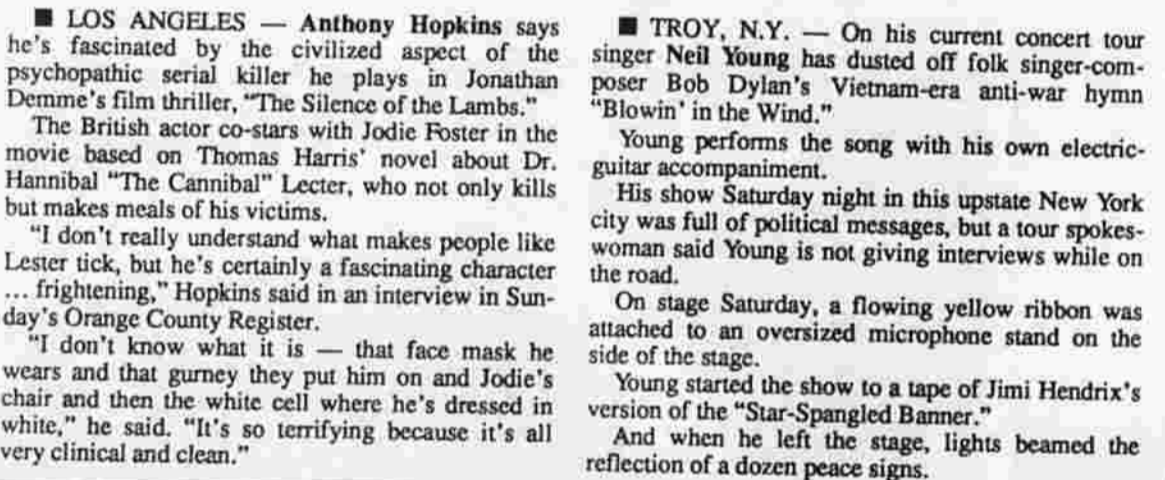 ■ LOS ANGELES — Anthony Hopkins says
he's fascinated by the civilized aspect of the
psychopathic serial killer he plays in Jonathan
Demme's film thriller, "The Silence of the Lambs."
The British actor co-stars with Jodie Foster in the
movie based on Thomas Harris' novel about Dr.
Hannibal "The Cannibal" Lecter, who not only kills
but makes meals of his victims.
"I don't really understand what makes people like
Lester tick, but he's certainly a fascinating character
... frightening," Hopkins said in an interview in Sun-
day's Orange County Register.
"I don't know what it is — that face mask he
wears and that gurney they put him on and Jodie's
chair and then the white cell where he's dressed in
white," he said. "It's so terrifying because it's all
very clinical and clean."
■ TROY, N.Y. — On his current concert tour
singer Neil Young has dusted off folk singer-com-
poser Bob Dylan's Vietnam-era anti-war hymn
"Blowin' in the Wind."
Young performs the song with his own electric-
guitar accompaniment.
His show Saturday night in this upstate New York
city was full of political messages, but a tour spokes-
woman said Young is not giving interviews while on
the road.
On stage Saturday, a flowing yellow ribbon was
attached to an oversized microphone stand on the
side of the stage.
Young started the show to a tape of Jimi Hendrix's
version of the "Star-Spangled Banner."
And when he left the stage, lights beamed the
reflection of a dozen peace signs.